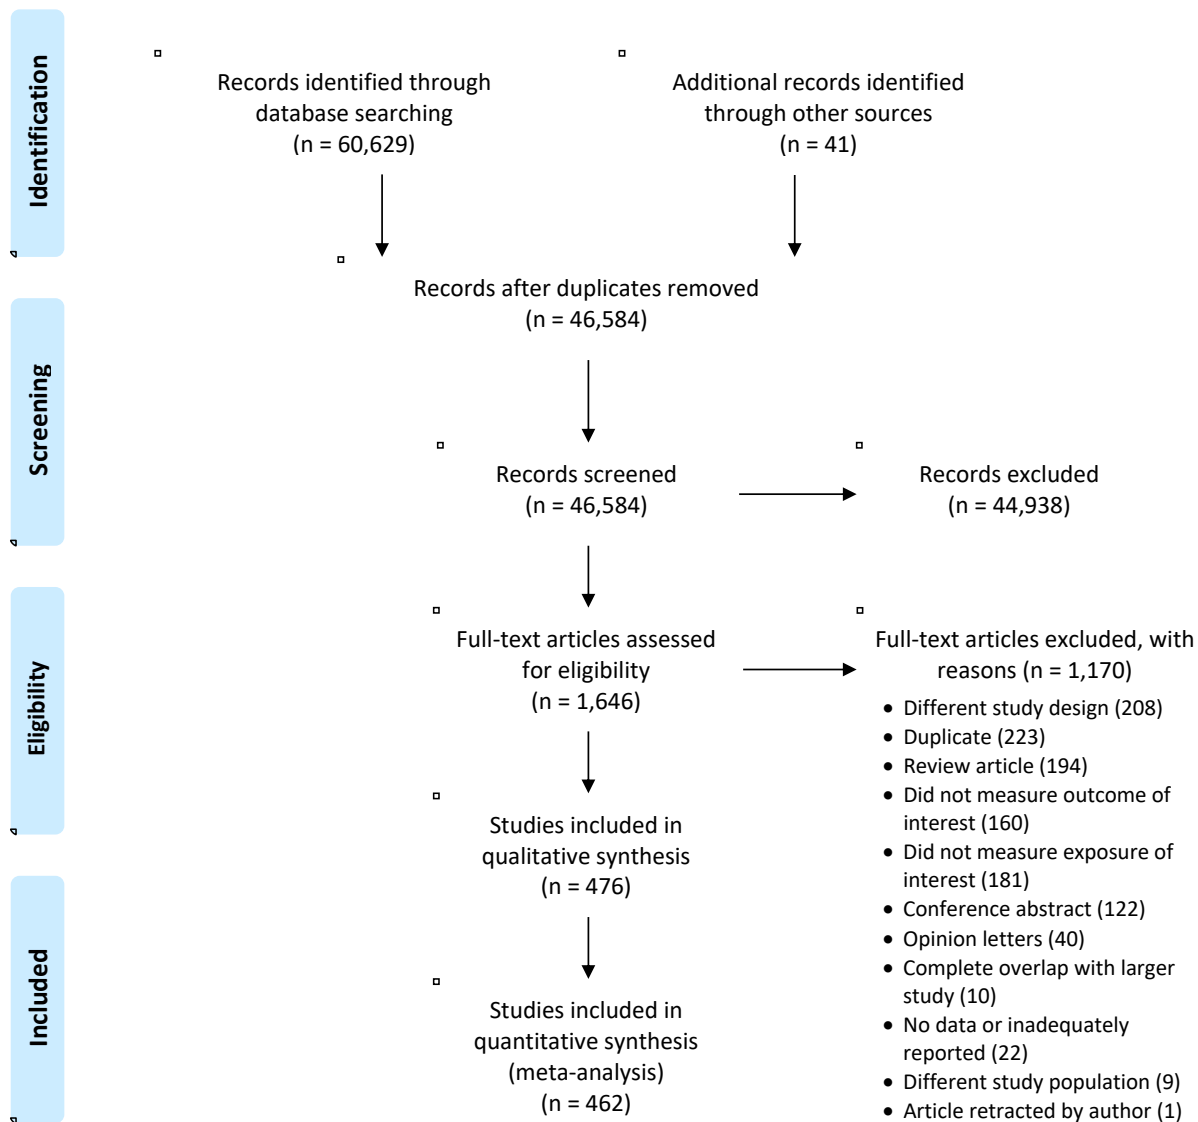 Identification
Records identified through
database searching
(n = 60,629)
Additional records identified
through other sources
(n = 41)
Records after duplicates removed
(n = 46,584)
Screening
Records screened
(n = 46,584)
Records excluded
(n = 44,938)
Eligibility
Full-text articles assessed
for eligibility
(n = 1,646)
Full-text articles excluded, with
reasons (n = 1,170)
• Different study design (208)
• Duplicate (223)
• Review article (194)
• Did not measure outcome of
interest (160)
• Did not measure exposure of
interest (181)
• Conference abstract (122)
• Opinion letters (40)
• Complete overlap with larger
study (10)
• No data or inadequately
reported (22)
• Different study population (9)
• Article retracted by author (1)
Studies included in
qualitative synthesis
(n = 476)
Included
Studies included in
quantitative synthesis
(meta-analysis)
(n = 462)